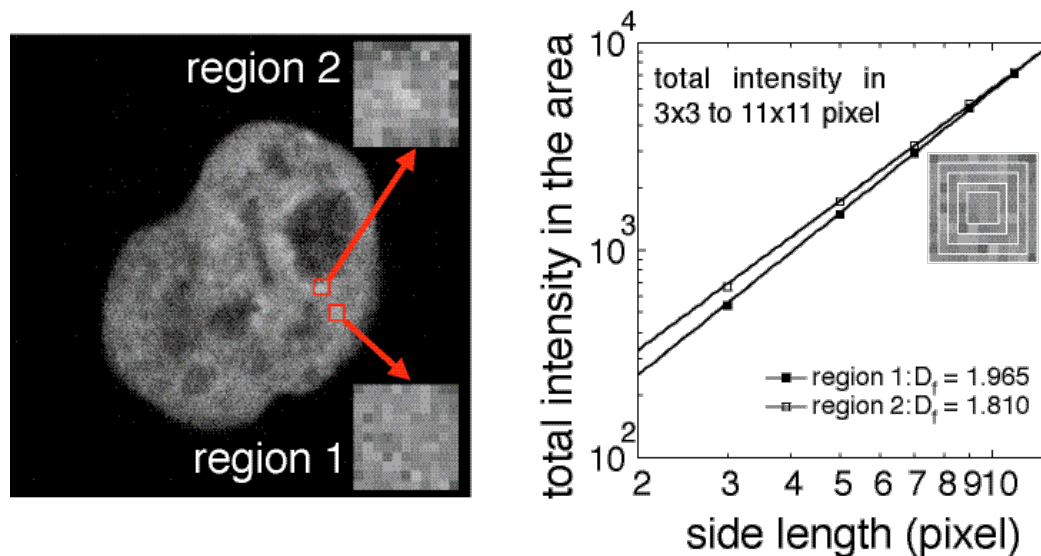 region 2
region 1
total intensity in the area
10^4
10^3
10^2
total intensity in
3x3 to 11x11 pixel
region 1:D_f = 1.965
region 2:D_f = 1.810
2 3 4 5 6 7 8 9 10
side length (pixel)